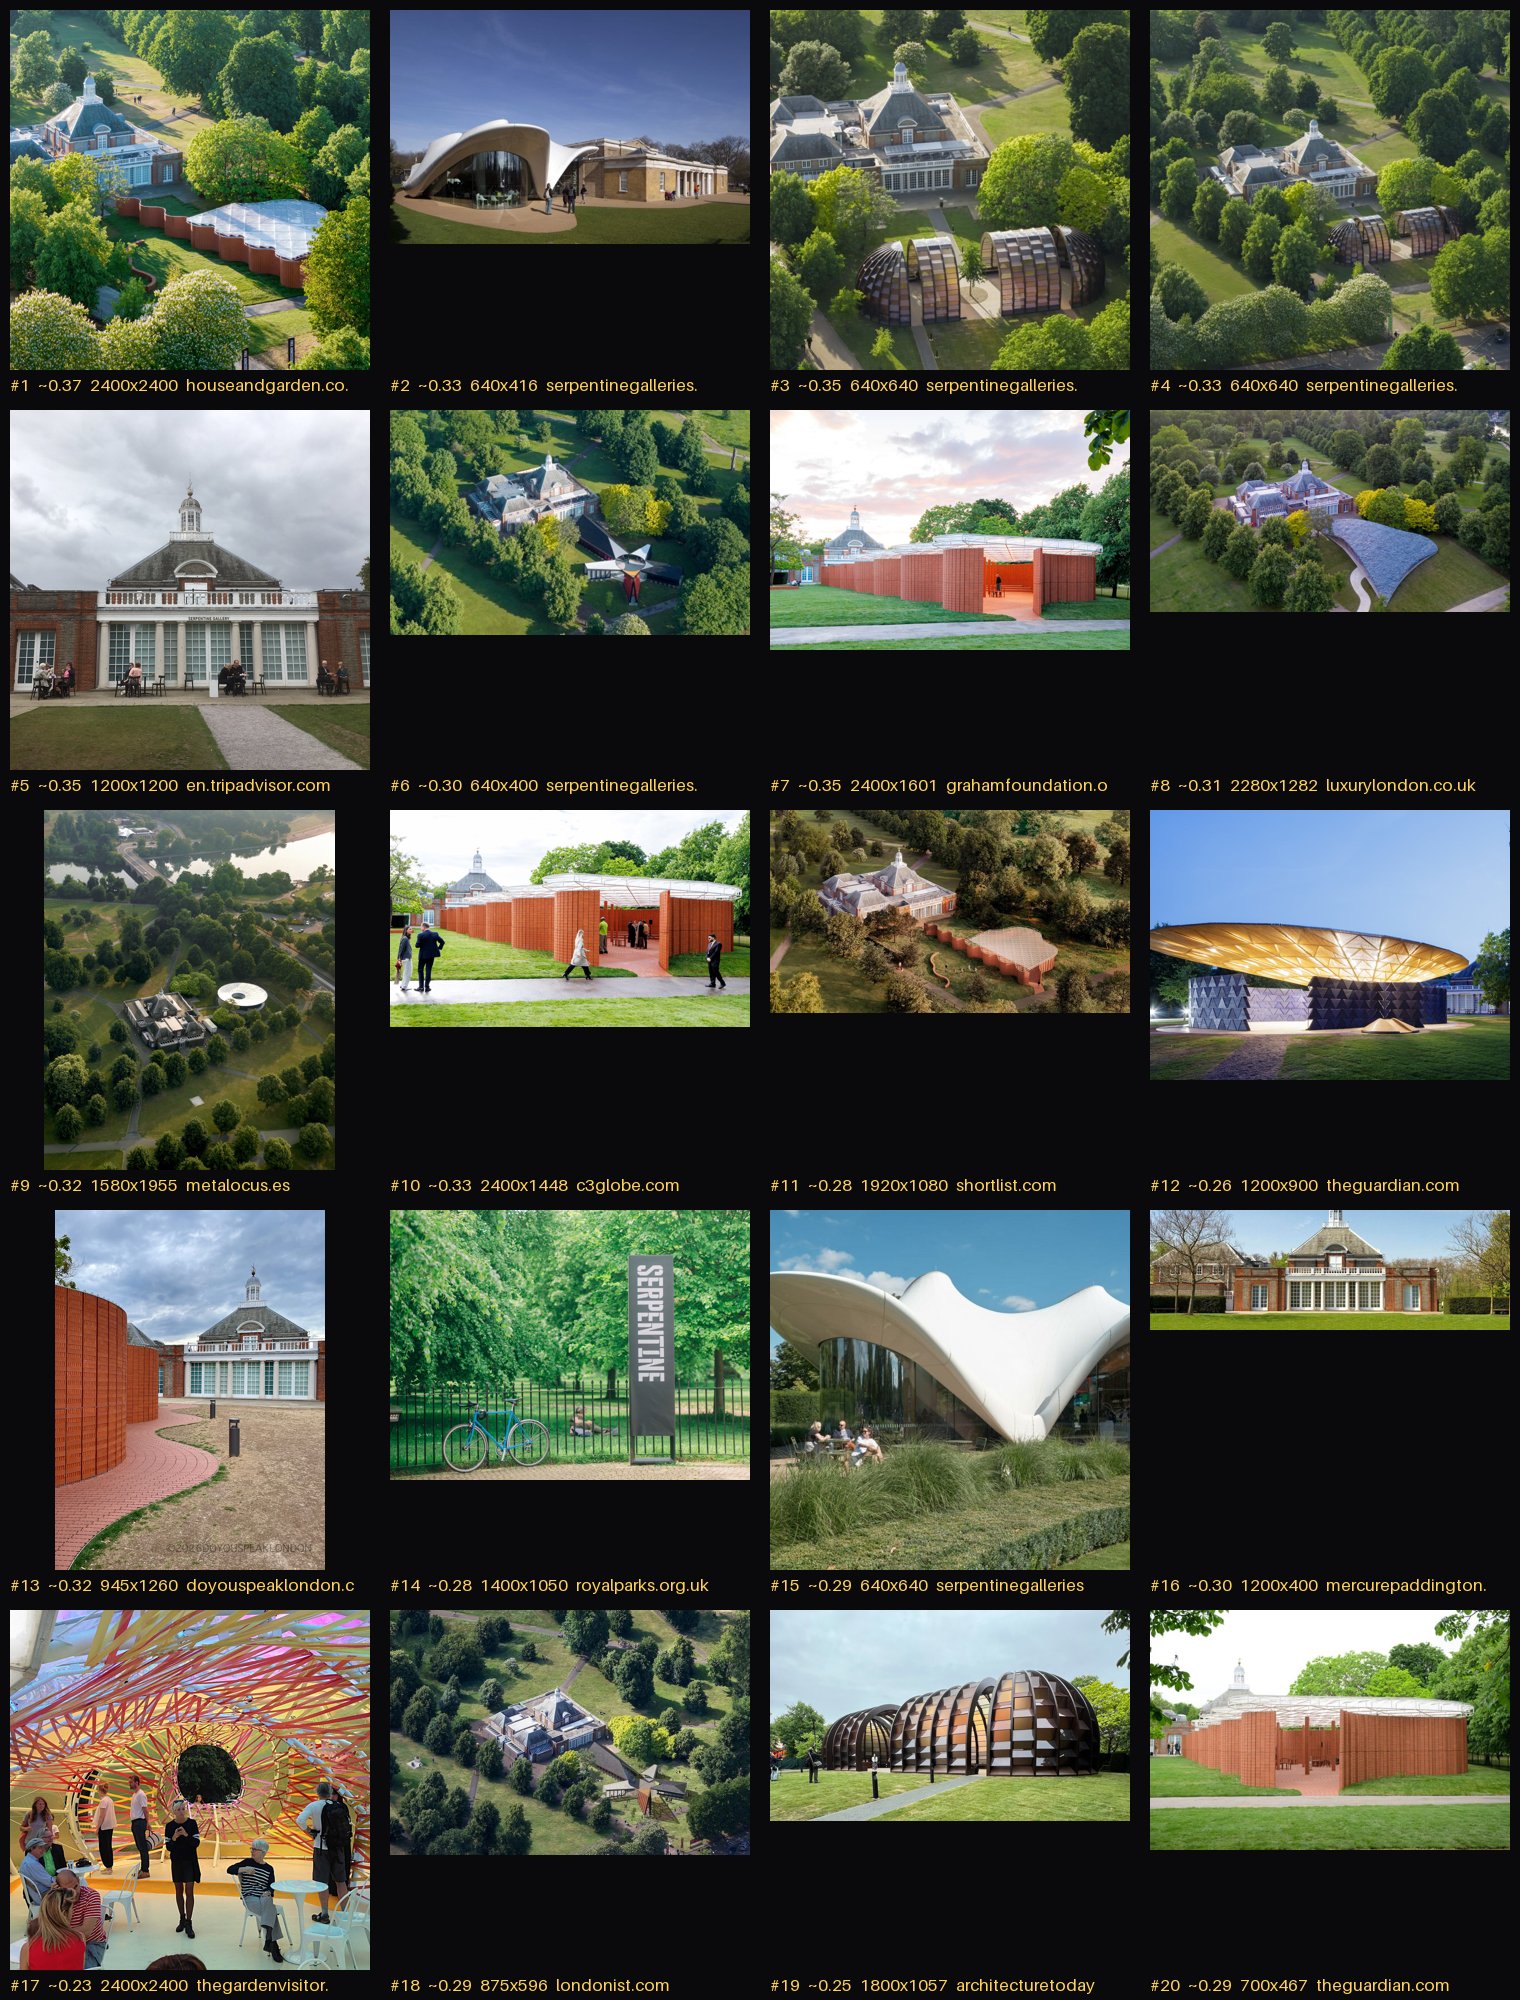 #1 ~0.37 2400x2400 houseandgarden.co.
#2 ~0.33 640x416 serpentinegalleries.
#3 ~0.35 640x640 serpentinegalleries.
#4 ~0.33 640x640 serpentinegalleries.
SERPENTINE GALLERY
#5 ~0.35 1200x1200 en.tripadvisor.com
#6 ~0.30 640x400 serpentinegalleries.
#7 ~0.35 2400x1601 grahamfoundation.o
#8 ~0.31 2280x1282 luxurylondon.co.uk
#9 ~0.32 1580x1955 metalocus.es
#10 ~0.33 2400x1448 c3globe.com
#11 ~0.28 1920x1080 shortlist.com
#12 ~0.26 1200x900 theguardian.com
SERPENTINE
#13 ~0.32 945x1260 doyouspeaklondon.c
#14 ~0.28 1400x1050 royalparks.org.uk
#15 ~0.29 640x640 serpentinegalleries
#16 ~0.30 1200x400 mercurepaddington.
#17 ~0.23 2400x2400 thegardenvisitor.
#18 ~0.29 875x596 londonist.com
#19 ~0.25 1800x1057 architecturetoday
#20 ~0.29 700x467 theguardian.com